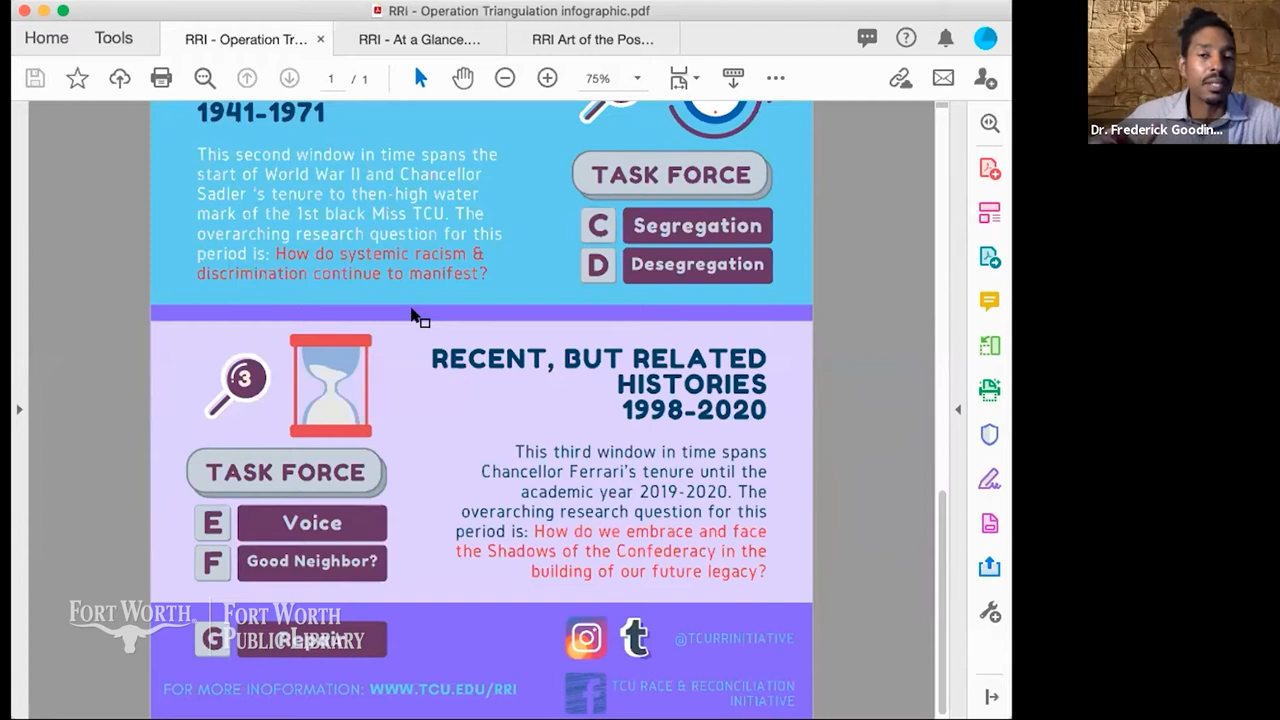 RRi - Operation Triangulation infographic.pdf
Home
Tools
RRI - Operation Tr...
×
RRI - At a Glance....
RRI Art of the Pos...
1 / 1
75%
Dr. Frederick Goodin...
1941-1971
This second window in time spans the
start of World War II and Chancellor
Sadler 's tenure to then-high water
mark of the 1st black Miss TCU. The
overarching research question for this
period is: How do systemic racism &
discrimination continue to manifest?
TASK FORCE
C Segregation
D Desegregation
3
RECENT, BUT RELATED
HISTORIES
1998-2020
TASK FORCE
E Voice
F Good Neighbor?
This third window in time spans
Chancellor Ferrari's tenure until the
academic year 2019-2020. The
overarching research question for this
period is: How do we embrace and face
the Shadows of the Confederacy in the
building of our future legacy?
FORT WORTH®
FORT WORTH
PUBLIC LIBRARY
G
@TCURRINITIATIVE
FOR MORE INOFORMATION: WWW.TCU.EDU/RRI
TCU RACE & RECONCILIATION
INITIATIVE